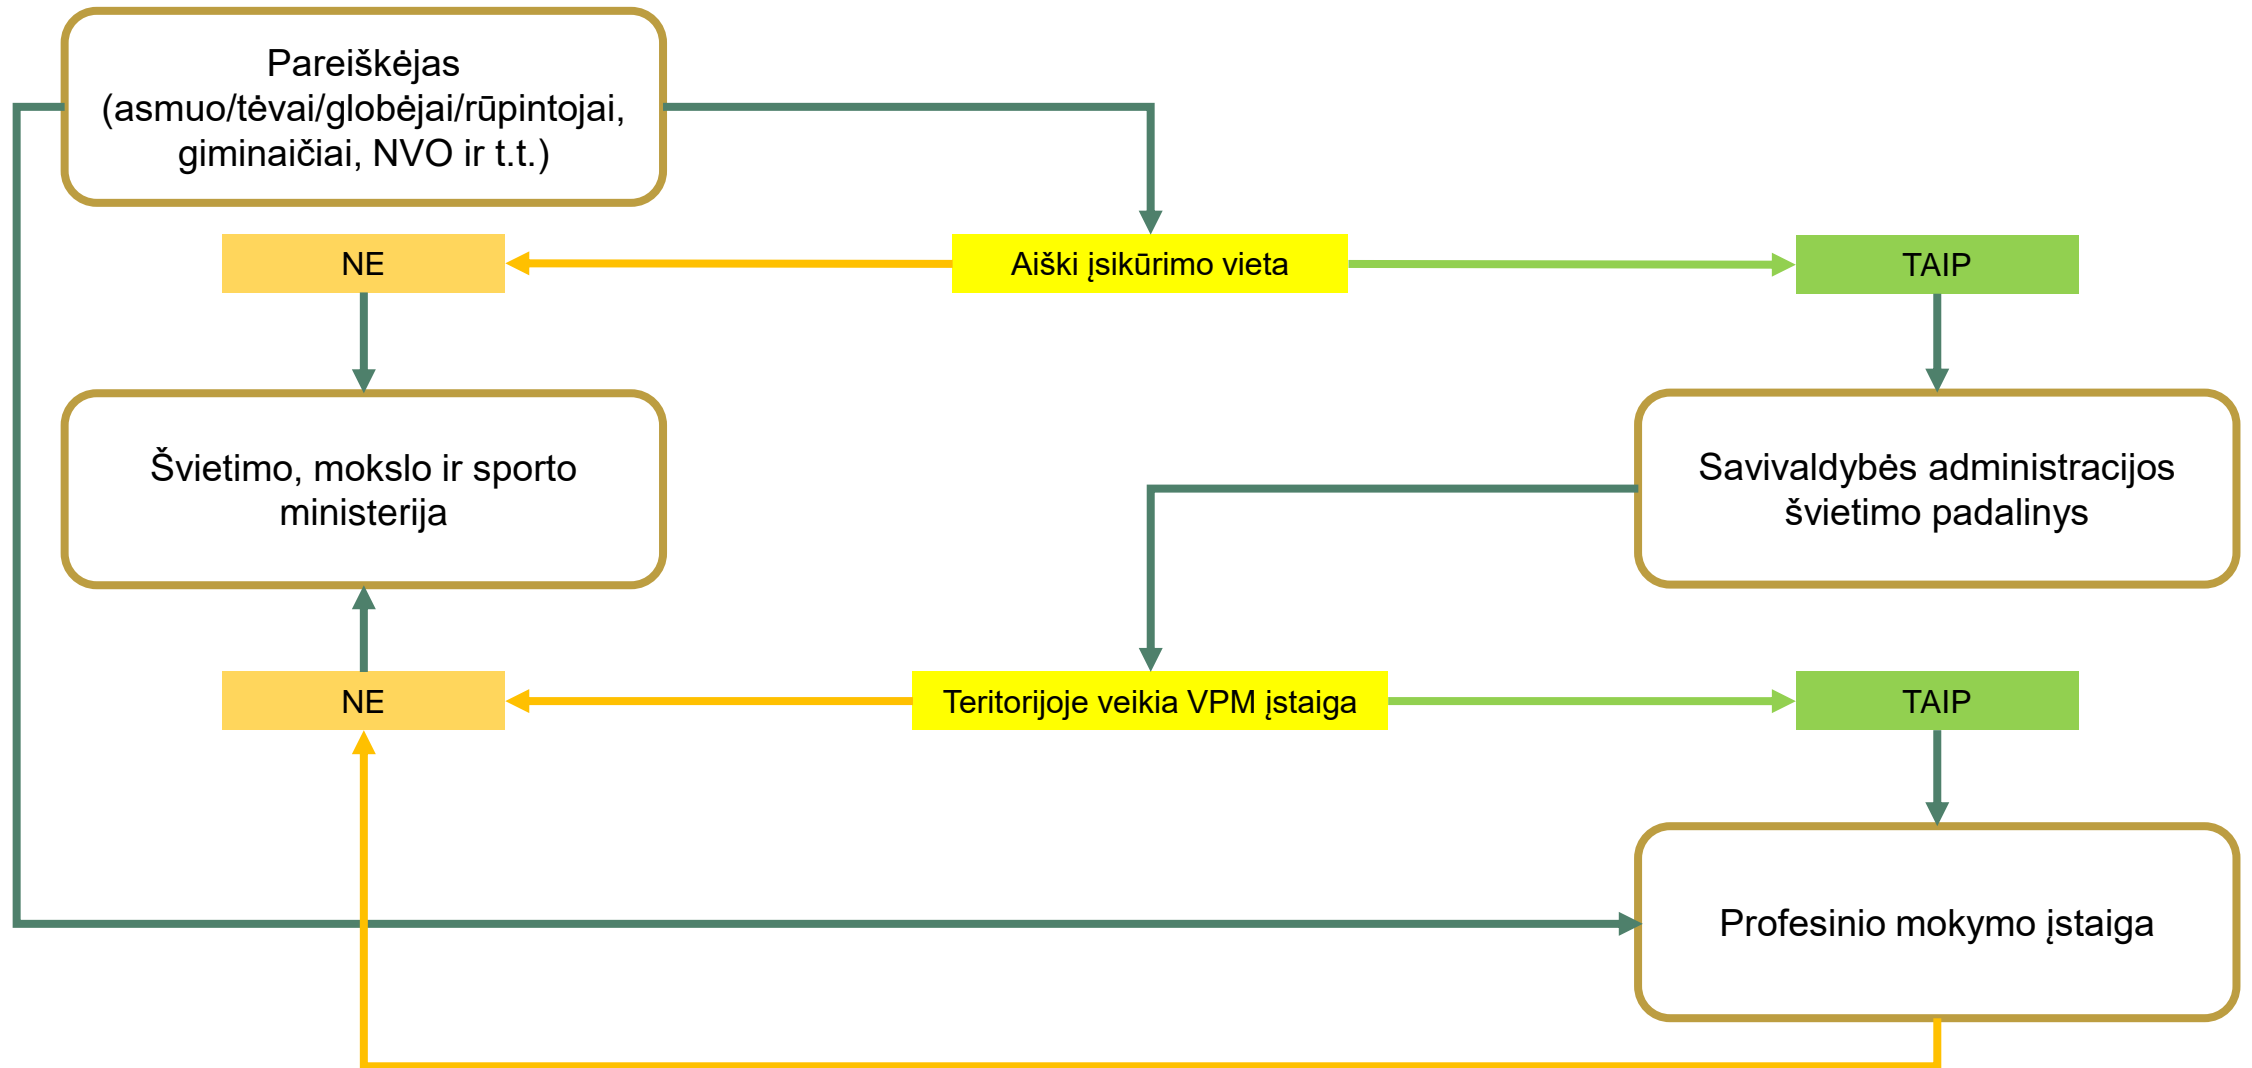 Pareiškėjas
(asmuo/tėvai/globėjai/rūpintojai,
giminaičiai, NVO ir t.t.)
NE
Aiški įsikūrimo vieta
TAIP
Švietimo, mokslo ir sporto
ministerija
Savivaldybės administracijos
švietimo padalinys
NE
Teritorijoje veikia VPM įstaiga
TAIP
Profesinio mokymo įstaiga